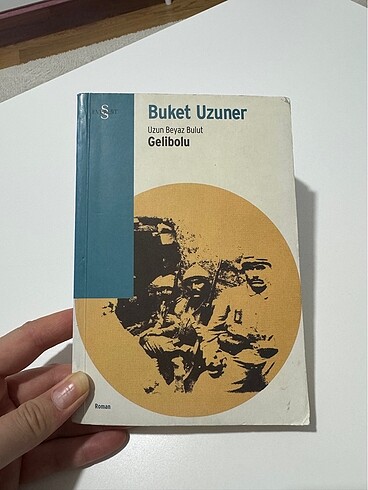 Buket Uzuner
Uzun Beyaz Bulut
Gelibolu
Roman